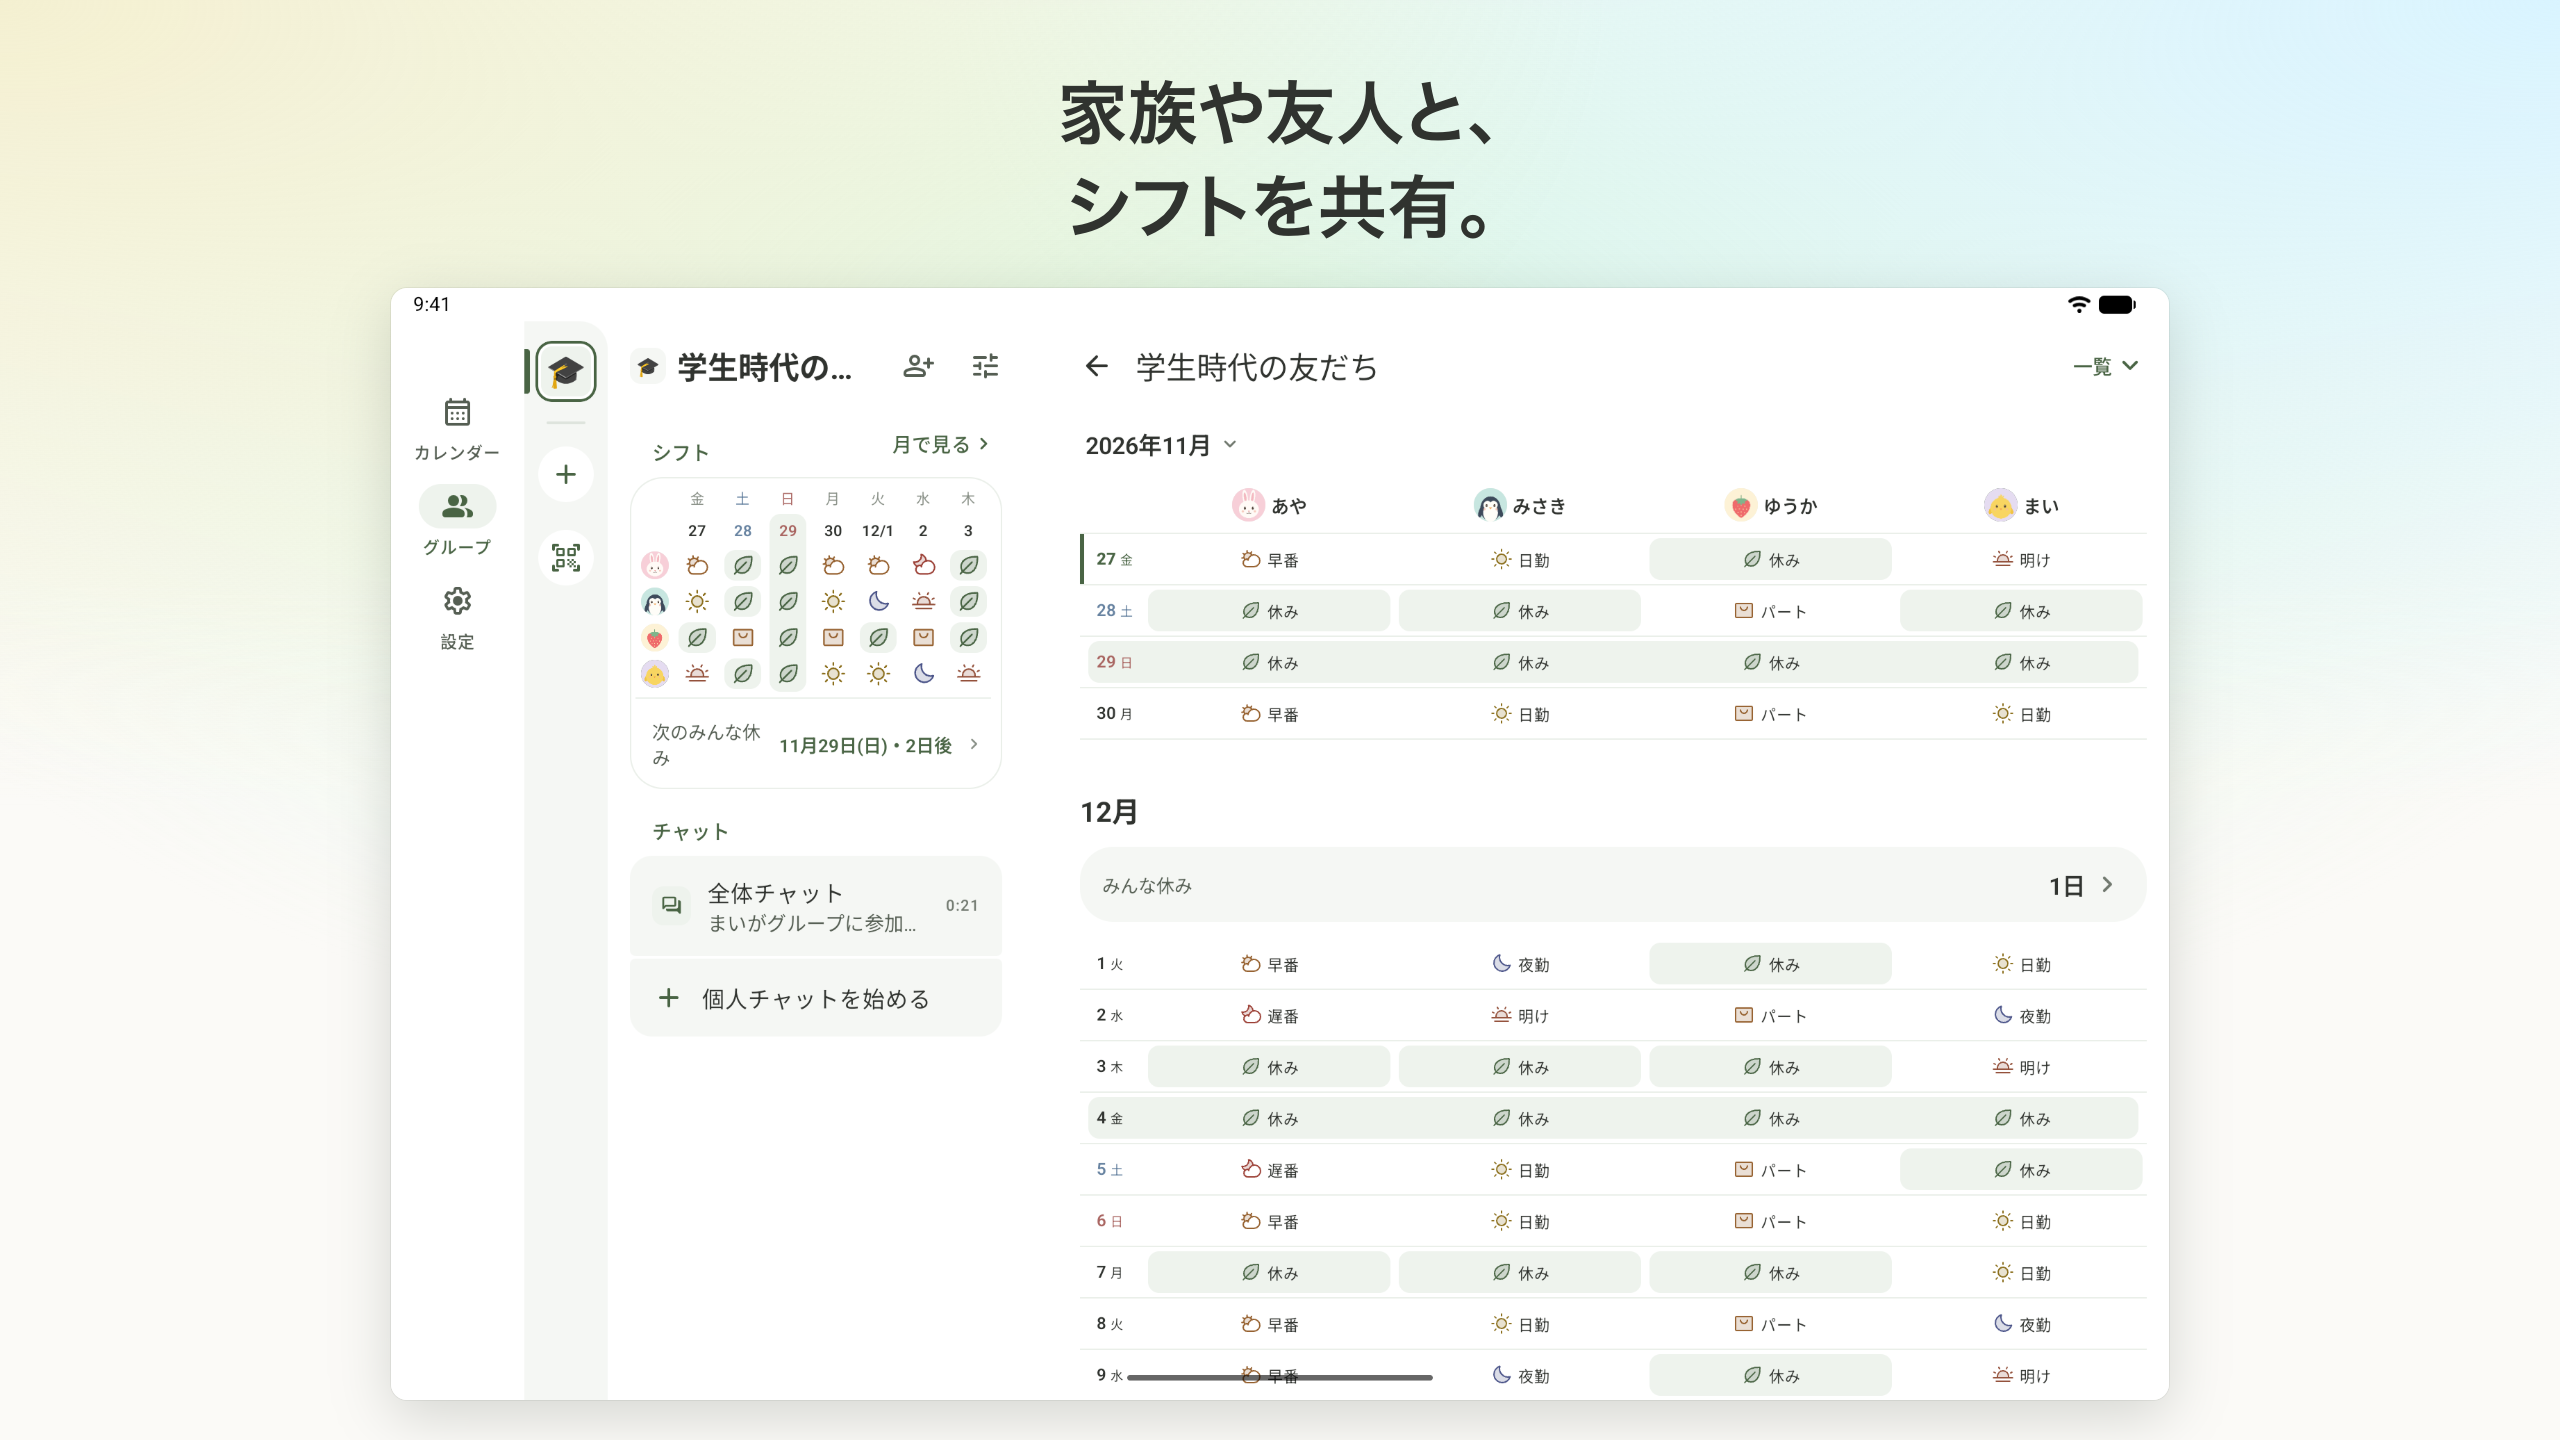 家族や友人と、
シフトを共有。
9:41
カレンダー
グループ
設定
学生時代の…
シフト
月で見る
金 土 日 月 火 水 木
27 28 29 30 12/1 2 3
次のみんな休み
11月29日(日)・2日後
チャット
全体チャット
まいがグループに参加…
0:21
個人チャットを始める
学生時代の友だち
一覧
2026年11月
あや みさき ゆうか まい
27 金 早番 日勤 休み 明け
28 土 休み 休み パート 休み
29 日 休み 休み 休み 休み
30 月 早番 日勤 パート 日勤
12月
みんな休み 1日
1 火 早番 夜勤 休み 日勤
2 水 遅番 明け パート 夜勤
3 木 休み 休み 休み 明け
4 金 休み 休み 休み 休み
5 土 遅番 日勤 パート 休み
6 日 早番 日勤 パート 日勤
7 月 休み 休み 休み 日勤
8 火 早番 日勤 パート 夜勤
9 水 早番 夜勤 休み 明け